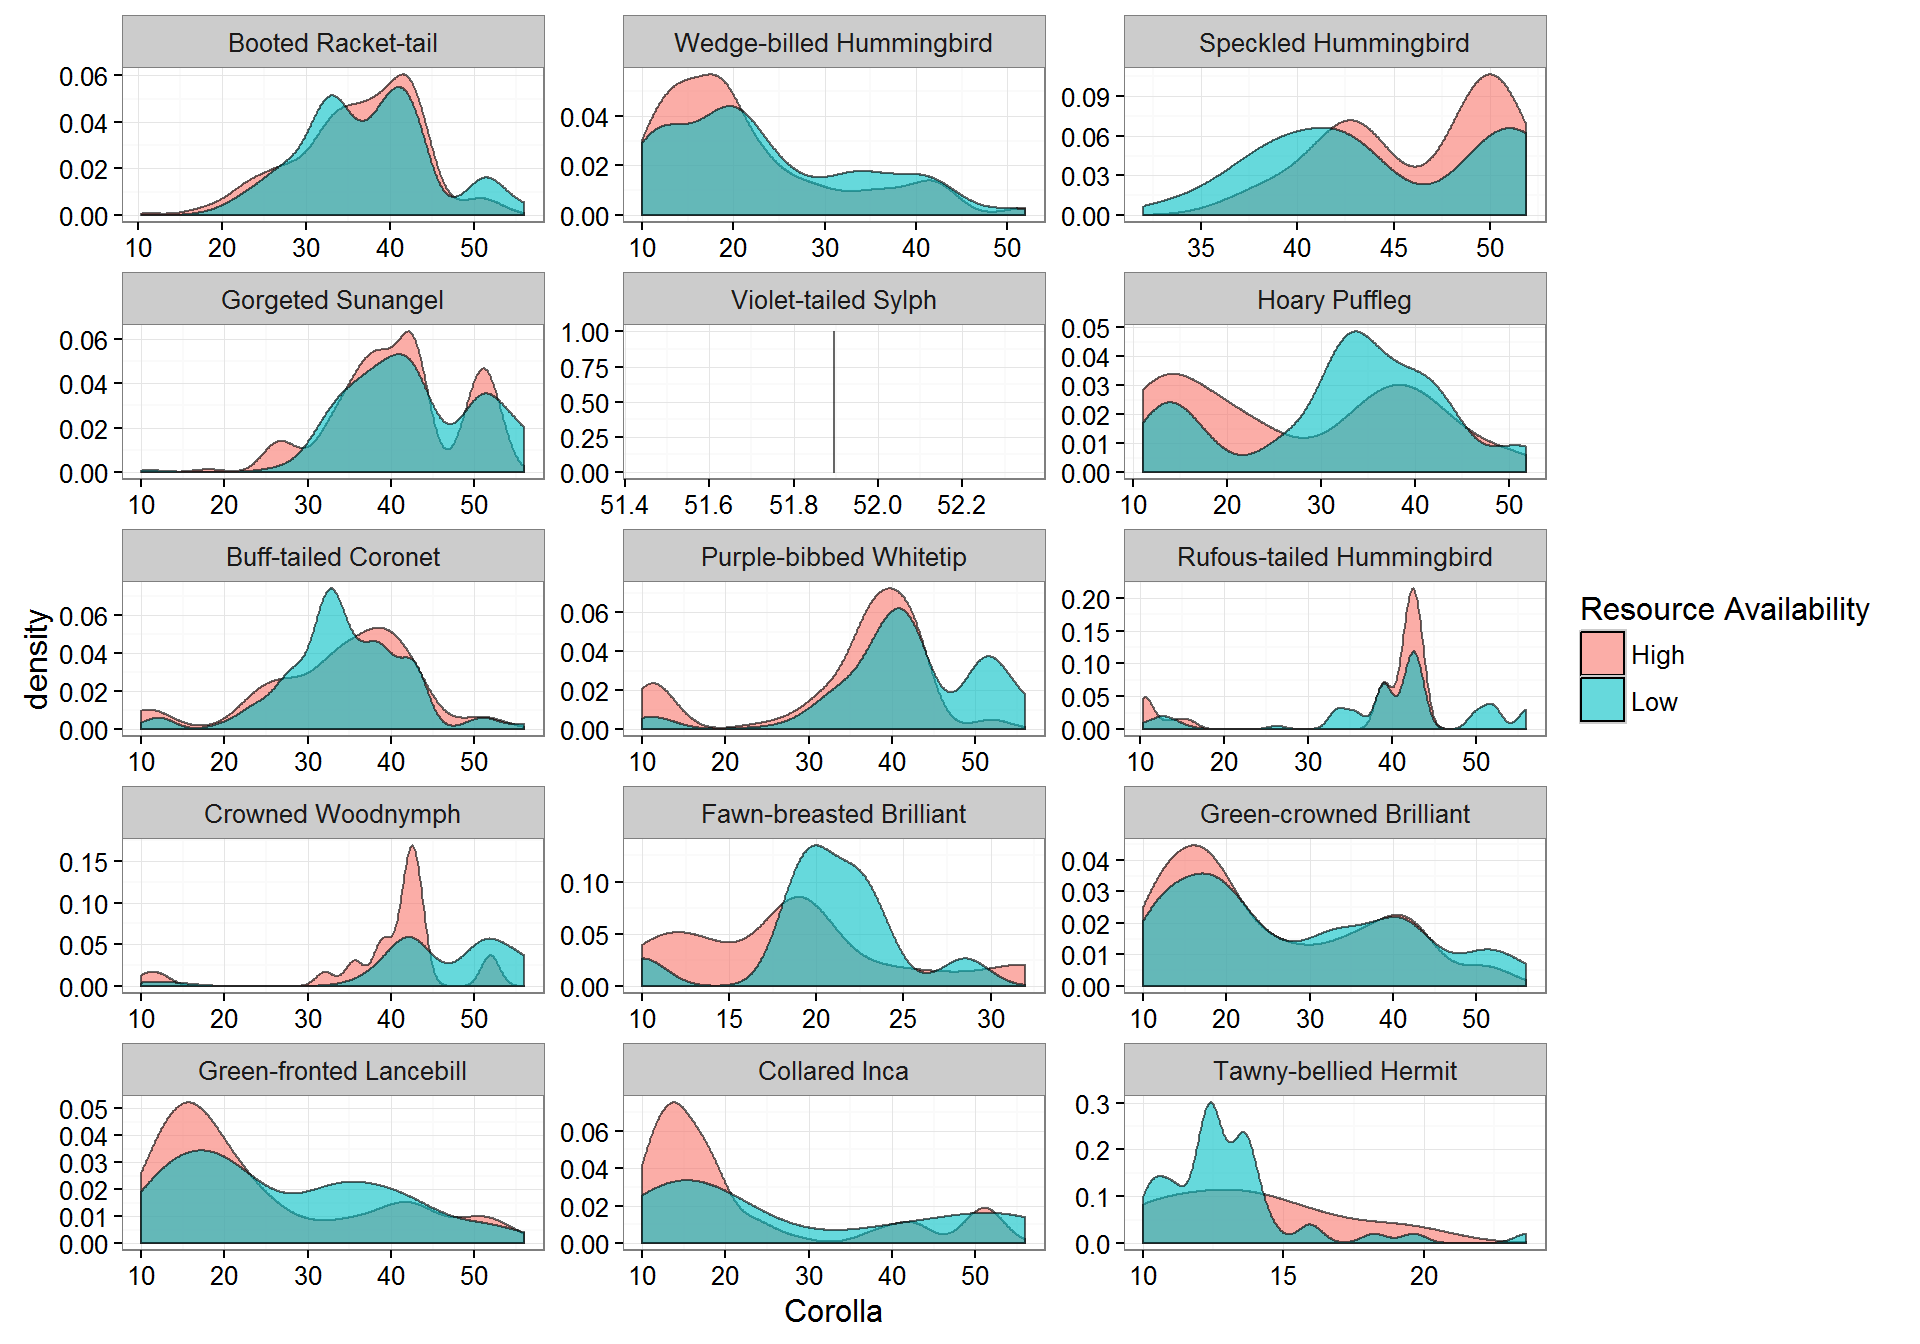 Booted Racket-tail
Wedge-billed Hummingbird
Speckled Hummingbird
0.06
0.04
0.02
0.00
0.04
0.02
0.00
0.09
0.06
0.03
0.00
10 20 30 40 50
10 20 30 40 50
35 40 45 50
Gorgeted Sunangel
Violet-tailed Sylph
Hoary Puffleg
0.06
0.04
0.02
0.00
1.00
0.75
0.50
0.25
0.00
0.05
0.04
0.03
0.02
0.01
0.00
10 20 30 40 50
51.4 51.6 51.8 52.0 52.2
10 20 30 40 50
Buff-tailed Coronet
Purple-bibbed Whitetip
Rufous-tailed Hummingbird
0.06
0.04
0.02
0.00
0.06
0.04
0.02
0.00
0.20
0.15
0.10
0.05
0.00
10 20 30 40 50
10 20 30 40 50
10 20 30 40 50
Crowned Woodnymph
Fawn-breasted Brilliant
Green-crowned Brilliant
0.15
0.10
0.05
0.00
0.10
0.05
0.00
0.04
0.03
0.02
0.01
0.00
10 20 30 40 50
10 15 20 25 30
10 20 30 40 50
Green-fronted Lancebill
Collared Inca
Tawny-bellied Hermit
0.05
0.04
0.03
0.02
0.01
0.00
0.06
0.04
0.02
0.00
0.3
0.2
0.1
0.0
10 20 30 40 50
10 20 30 40 50
10 15 20
density
Corolla
Resource Availability
High
Low